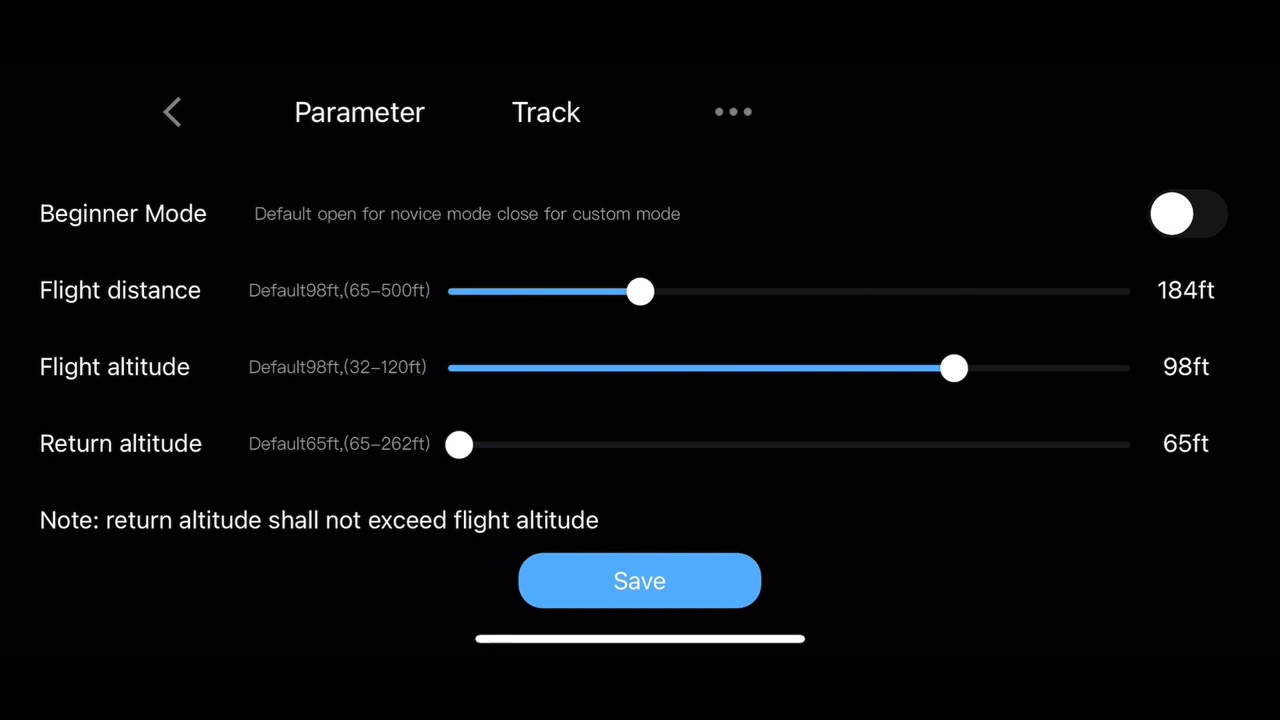 Parameter Track
Beginner Mode Default open for novice mode close for custom mode
Flight distance Default98ft,(65–500ft) 184ft
Flight altitude Default98ft,(32–120ft) 98ft
Return altitude Default65ft,(65–262ft) 65ft
Note: return altitude shall not exceed flight altitude
Save